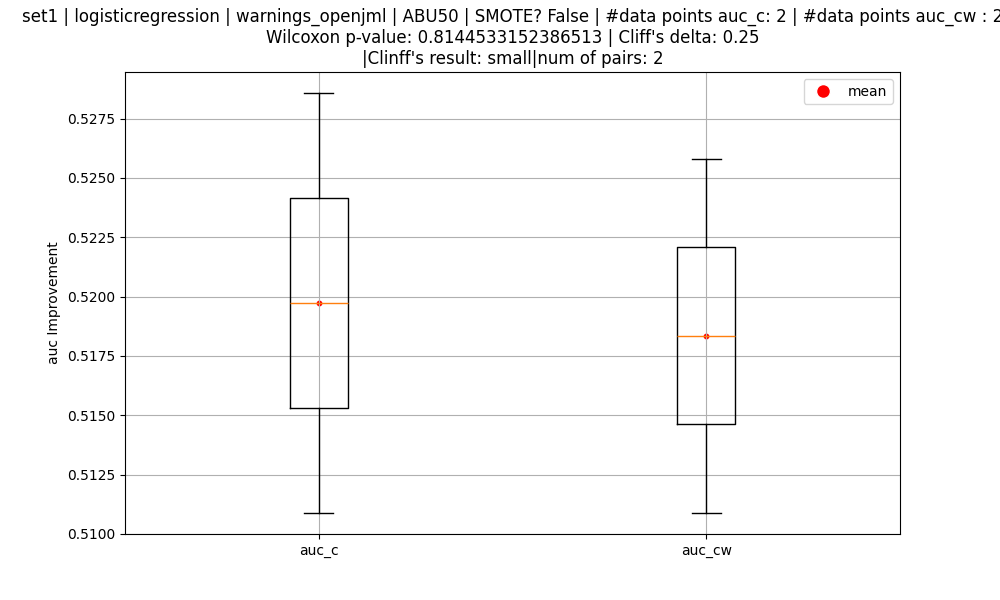 set1 | logisticregression | warnings_openjml | ABU50 | SMOTE? False | #data points auc_c: 2 | #data points auc_cw : 2
Wilcoxon p-value: 0.8144533152386513 | Cliff's delta: 0.25
|Clinff's result: small|num of pairs: 2
mean
0.5275
0.5250
0.5225
0.5200
0.5175
0.5150
0.5125
0.5100
auc Improvement
auc_c
auc_cw